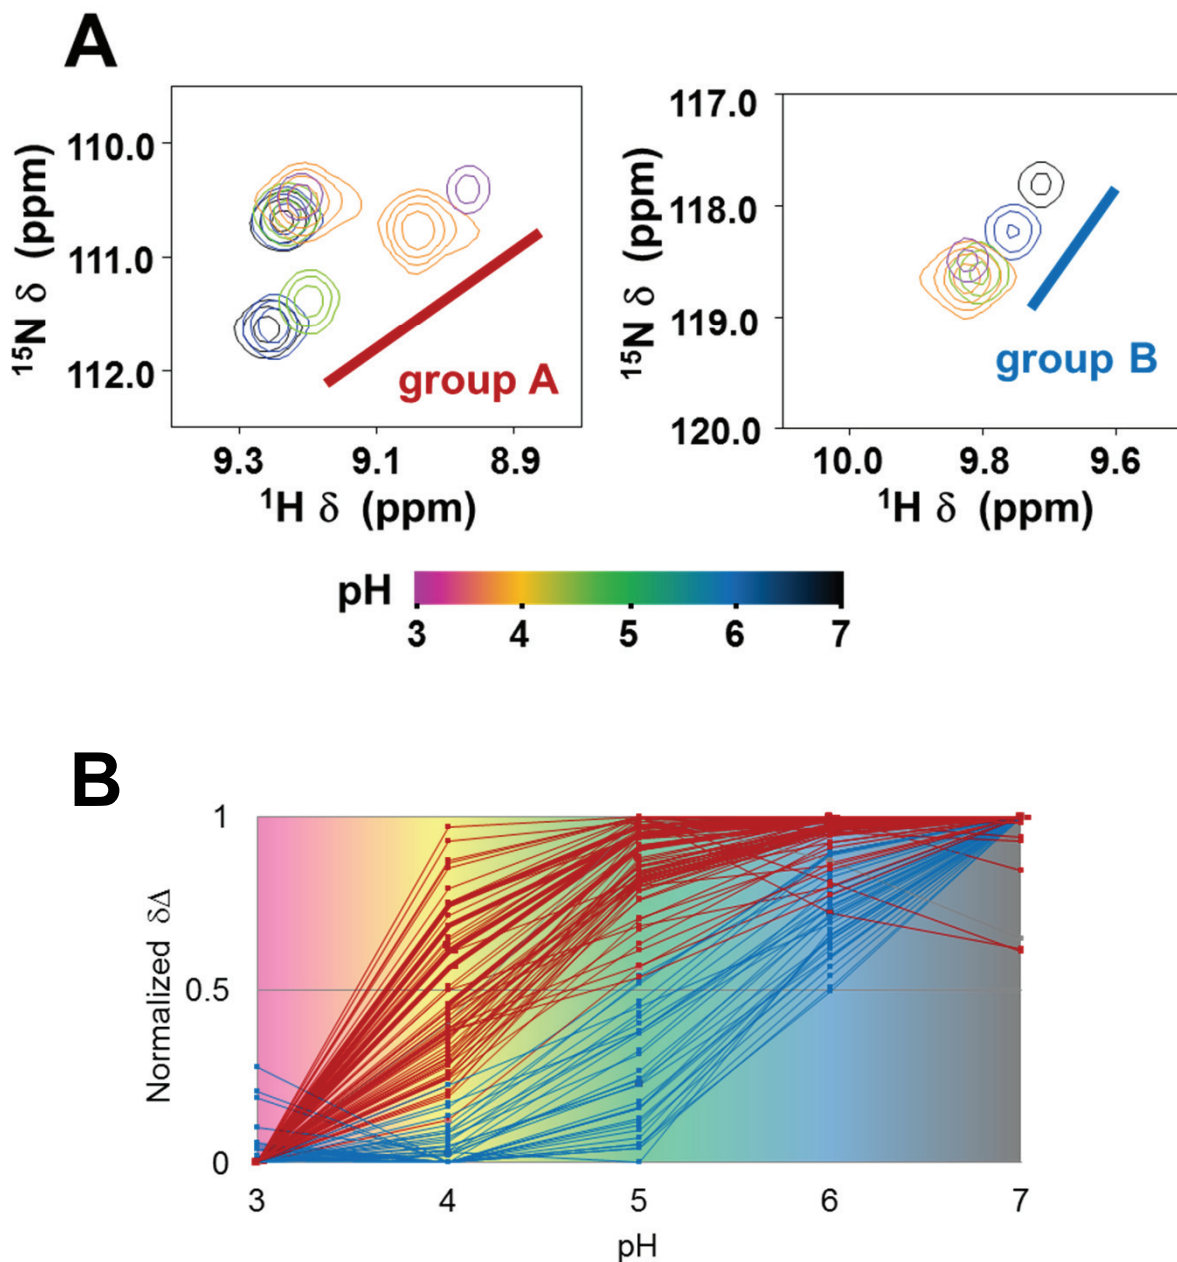 A
110.0
111.0
112.0
¹⁵N δ (ppm)
9.3 9.1 8.9
¹H δ (ppm)
group A
117.0
118.0
119.0
120.0
¹⁵N δ (ppm)
10.0 9.8 9.6
¹H δ (ppm)
group B
pH
3 4 5 6 7
B
1
0.5
0
Normalized δΔ
3 4 5 6 7
pH